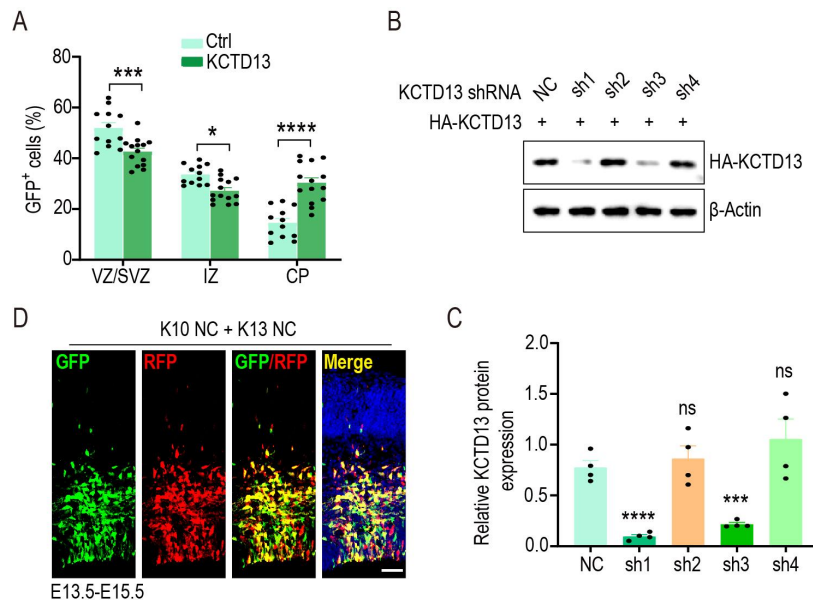 A
Ctrl
KCTD13
***
*
****
GFP⁺ cells (%)
80
60
40
20
0
VZ/SVZ
IZ
CP
B
KCTD13 shRNA NC sh1 sh2 sh3 sh4
HA-KCTD13 + + + + +
HA-KCTD13
β-Actin
D
K10 NC + K13 NC
GFP
RFP
GFP/RFP
Merge
E13.5-E15.5
C
Relative KCTD13 protein
expression
2.0
1.5
1.0
0.5
0.0
****
ns
***
ns
NC
sh1
sh2
sh3
sh4